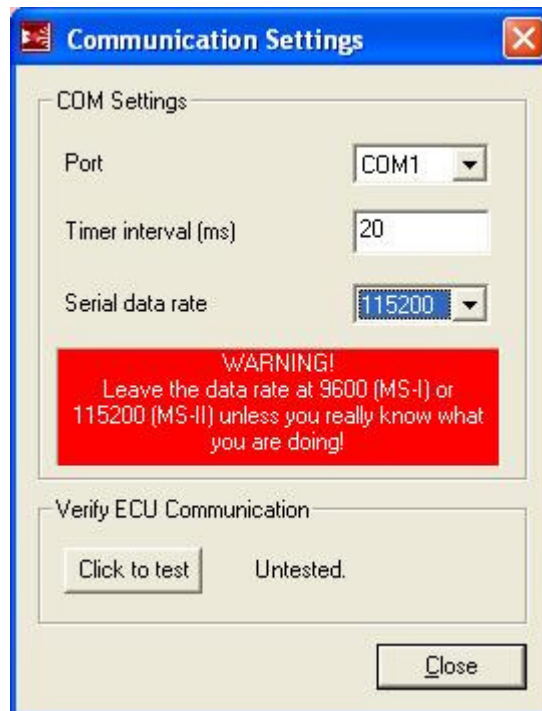 Communication Settings
COM Settings
Port COM1
Timer interval (ms) 20
Serial data rate 115200
WARNING!
Leave the data rate at 9600 (MS-I) or
115200 (MS-II) unless you really know what
you are doing!
Verify ECU Communication
Click to test Untested.
Close